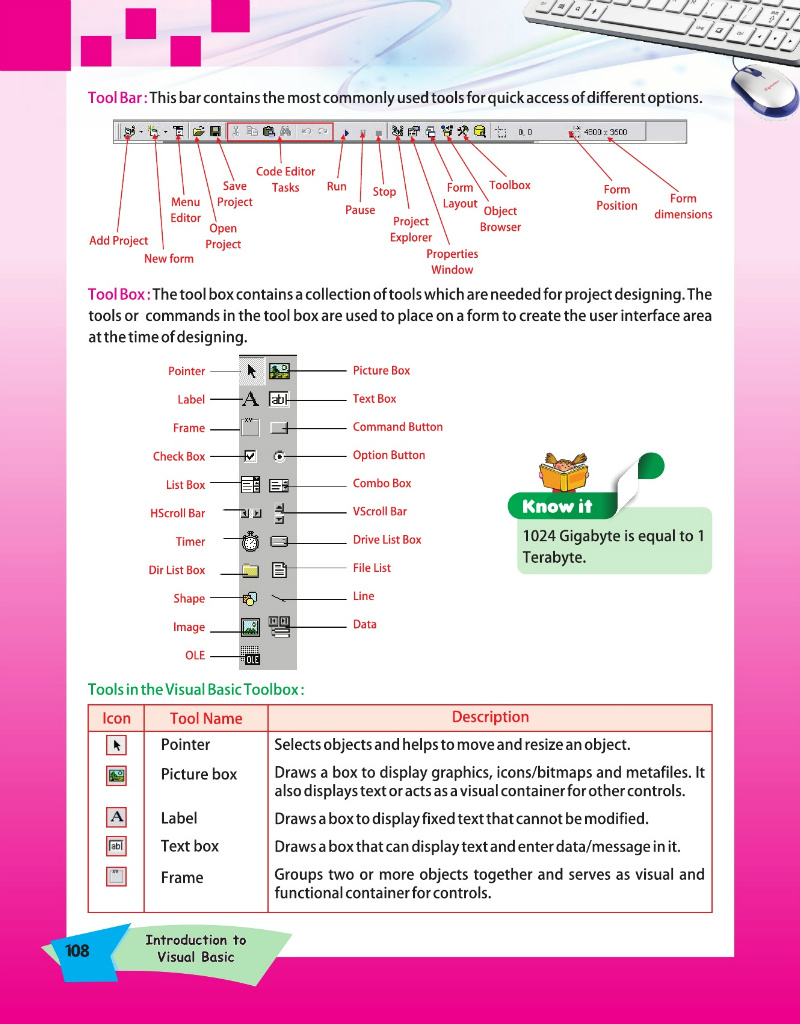 Tool Bar : This bar contains the most commonly used tools for quick access of different options.
0, 0
4800 x 3600
Add Project
New form
Menu
Editor
Open
Project
Save
Project
Code Editor
Tasks
Run
Pause
Stop
Project
Explorer
Properties
Window
Form
Layout
Object
Browser
Toolbox
Form
Position
Form
dimensions
Tool Box : The tool box contains a collection of tools which are needed for project designing. The
tools or commands in the tool box are used to place on a form to create the user interface area
at the time of designing.
Pointer
Picture Box
Label
A
ab|
Text Box
Frame
xy
Command Button
Check Box
Option Button
List Box
Combo Box
HScroll Bar
VScroll Bar
Timer
Drive List Box
Dir List Box
File List
Shape
Line
Image
Data
OLE
OLE
Know it
1024 Gigabyte is equal to 1
Terabyte.
Tools in the Visual Basic Toolbox :
Icon Tool Name Description
Pointer Selects objects and helps to move and resize an object.
Picture box Draws a box to display graphics, icons/bitmaps and metafiles. It
also displays text or acts as a visual container for other controls.
A Label Draws a box to display fixed text that cannot be modified.
ab| Text box Draws a box that can display text and enter data/message in it.
xy Frame Groups two or more objects together and serves as visual and
functional container for controls.
108
Introduction to
Visual Basic